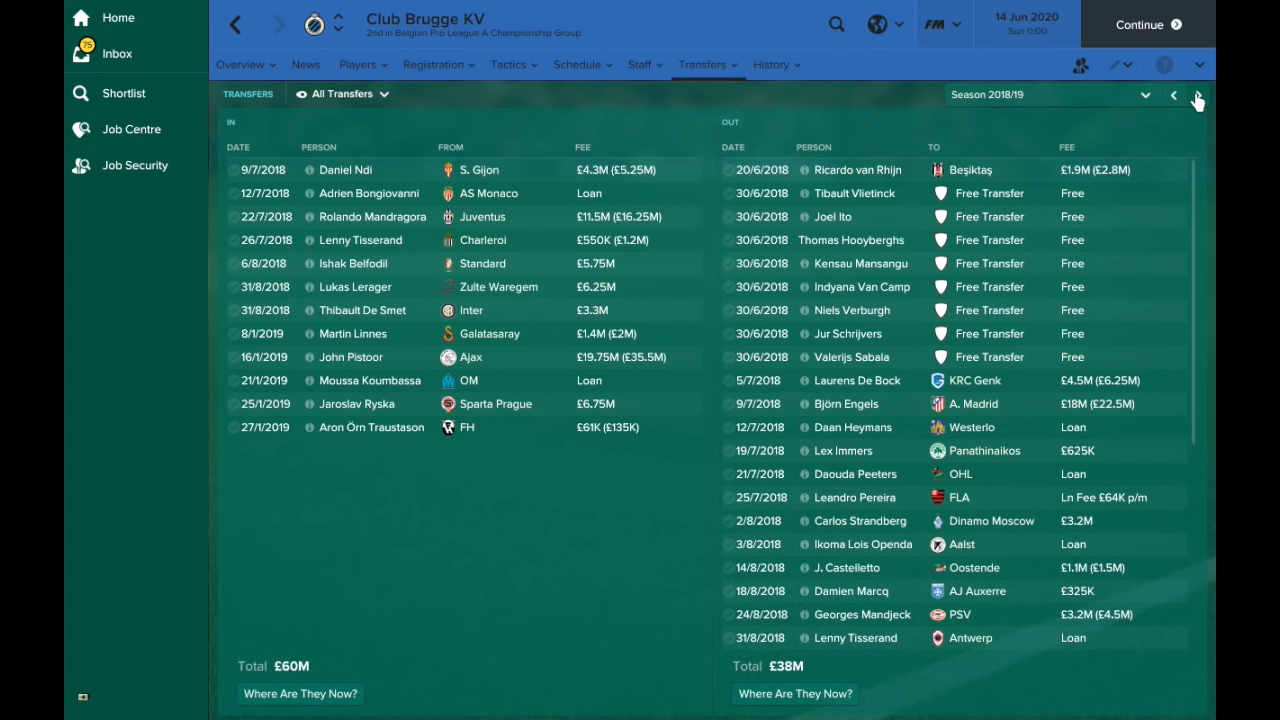 Home
75
Inbox
Shortlist
Job Centre
Job Security
Club Brugge KV
2nd in Belgian Pro League A Championship Group
FM
14 Jun 2020
Sun 0:00
Continue
Overview News Players Registration Tactics Schedule Staff Transfers History
TRANSFERS All Transfers Season 2018/19
IN
DATE PERSON FROM FEE
9/7/2018 Daniel Ndi S. Gijon £4.3M (£5.25M)
12/7/2018 Adrien Bongiovanni AS Monaco Loan
22/7/2018 Rolando Mandragora Juventus £11.5M (£16.25M)
26/7/2018 Lenny Tisserand Charleroi £550K (£1.2M)
6/8/2018 Ishak Belfodil Standard £5.75M
31/8/2018 Lukas Lerager Zulte Waregem £6.25M
31/8/2018 Thibault De Smet Inter £3.3M
8/1/2019 Martin Linnes Galatasaray £1.4M (£2M)
16/1/2019 John Pistoor Ajax £19.75M (£35.5M)
21/1/2019 Moussa Koumbassa OM Loan
25/1/2019 Jaroslav Ryska Sparta Prague £6.75M
27/1/2019 Aron Örn Traustason FH £61K (£135K)
Total £60M
Where Are They Now?
OUT
DATE PERSON TO FEE
20/6/2018 Ricardo van Rhijn Beşiktaş £1.9M (£2.8M)
30/6/2018 Tibault Vlietinck Free Transfer Free
30/6/2018 Joel Ito Free Transfer Free
30/6/2018 Thomas Hooyberghs Free Transfer Free
30/6/2018 Kensau Mansangu Free Transfer Free
30/6/2018 Indyana Van Camp Free Transfer Free
30/6/2018 Niels Verburgh Free Transfer Free
30/6/2018 Jur Schrijvers Free Transfer Free
30/6/2018 Valerijs Sabala Free Transfer Free
5/7/2018 Laurens De Bock KRC Genk £4.5M (£6.25M)
9/7/2018 Björn Engels A. Madrid £18M (£22.5M)
12/7/2018 Daan Heymans Westerlo Loan
19/7/2018 Lex Immers Panathinaikos £625K
21/7/2018 Daouda Peeters OHL Loan
25/7/2018 Leandro Pereira FLA Ln Fee £64K p/m
2/8/2018 Carlos Strandberg Dinamo Moscow £3.2M
3/8/2018 Ikoma Lois Openda Aalst Loan
14/8/2018 J. Castelletto Oostende £1.1M (£1.5M)
18/8/2018 Damien Marcq AJ Auxerre £325K
24/8/2018 Georges Mandjeck PSV £3.2M (£4.5M)
31/8/2018 Lenny Tisserand Antwerp Loan
Total £38M
Where Are They Now?